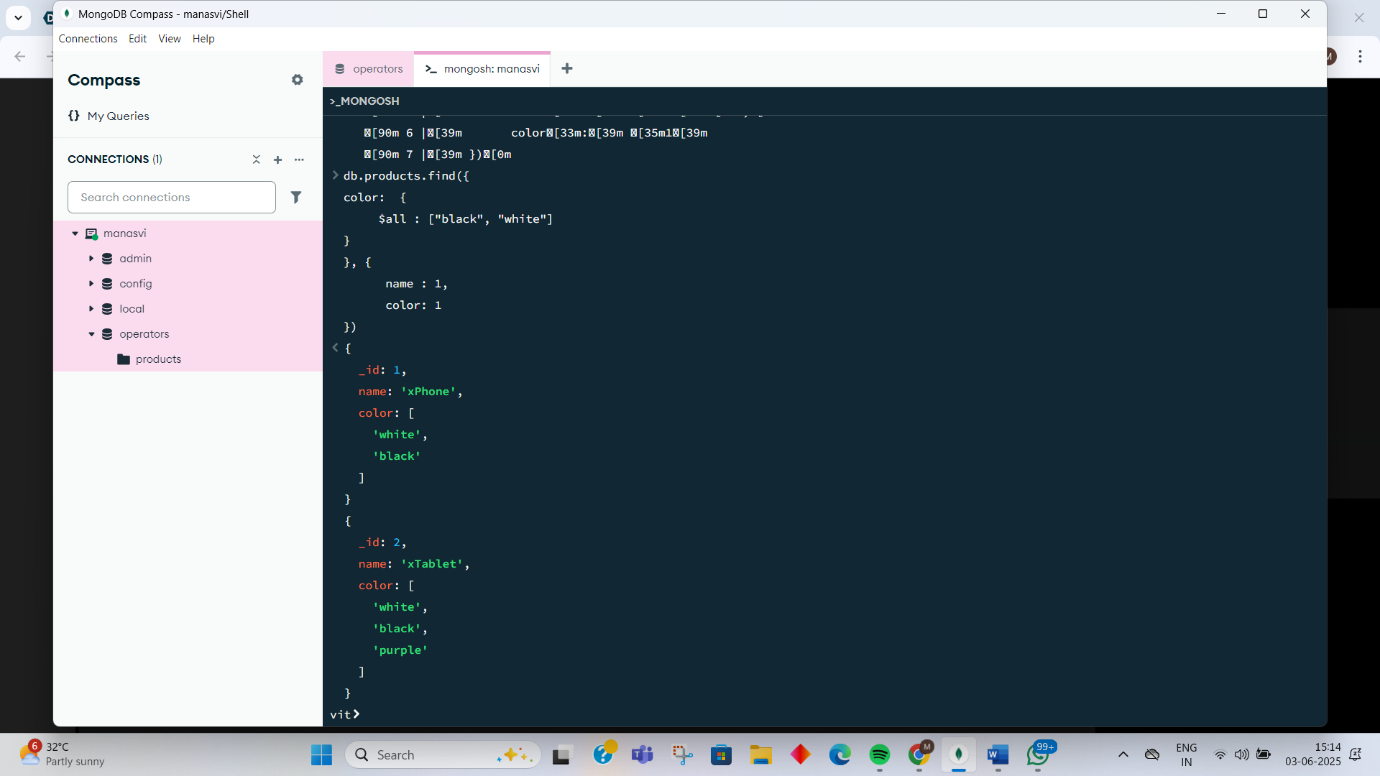 MongoDB Compass - manasvi/Shell
Connections Edit View Help
Compass
My Queries
CONNECTIONS (1)
Search connections
manasvi
admin
config
local
operators
products
operators
>_ mongosh: manasvi
>_MONGOSH
[90m 6 |[39m color[33m:[39m [35m1[39m
[90m 7 |[39m })[0m
> db.products.find({
color: {
$all : ["black", "white"]
}
}, {
name : 1,
color: 1
})
< {
_id: 1,
name: 'xPhone',
color: [
'white',
'black'
]
}
{
_id: 2,
name: 'xTablet',
color: [
'white',
'black',
'purple'
]
}
vit>
6
32°C
Partly sunny
Search
M
99+
ENG
IN
15:14
03-06-2025